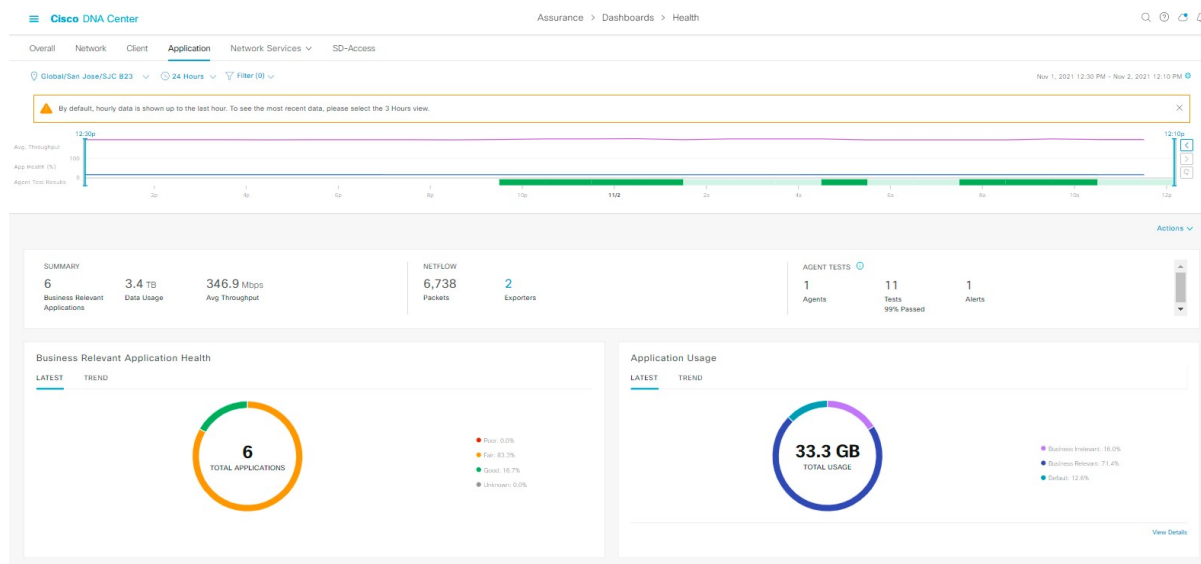 Cisco DNA Center
Assurance > Dashboards > Health
Overall Network Client Application Network Services SD-Access
Global/San Jose/SJC B23 24 Hours Filter (0)
Nov 1, 2021 12:30 PM - Nov 2, 2021 12:10 PM
By default, hourly data is shown up to the last hour. To see the most recent data, please select the 3 Hours view.
12:30p 12:10p
Avg. Throughput
100
App Health (%)
0
Agent Test Results
2p 4p 6p 8p 10p 11/2 2a 4a 6a 8a 10a 12p
Actions
SUMMARY NETFLOW AGENT TESTS
6 3.4 TB 346.9 Mbps 6,738 2 1 11 1
Business Relevant Applications Data Usage Avg Throughput Packets Exporters Agents Tests Alerts
99% Passed
Business Relevant Application Health
LATEST TREND
6
TOTAL APPLICATIONS
Poor: 0.0%
Fair: 83.3%
Good: 16.7%
Unknown: 0.0%
Application Usage
LATEST TREND
33.3 GB
TOTAL USAGE
Business Irrelevant: 16.0%
Business Relevant: 71.4%
Default: 12.6%
View Details